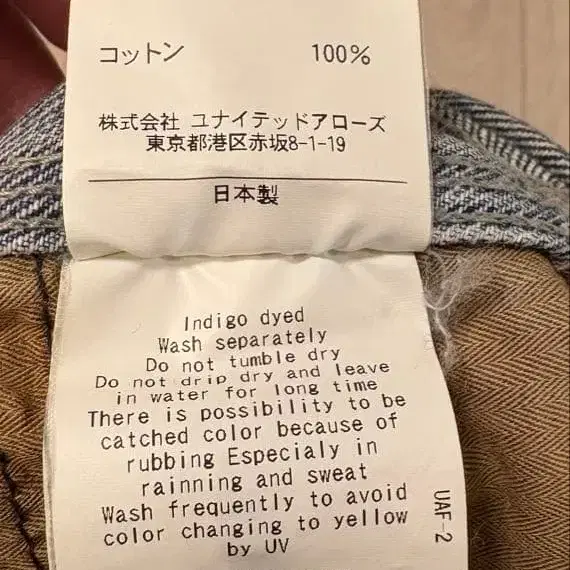 コットン 100%
株式会社 ユナイテッドアローズ
東京都港区赤坂8-1-19
日本製
Indigo dyed
Wash separately
Do not tumble dry
Do not drip dry and leave
in water for long time
There is possibility to be
catched color because of
rubbing Especialy in
rainning and sweat
Wash frequently to avoid
color changing to yellow
by UV
UAF-2